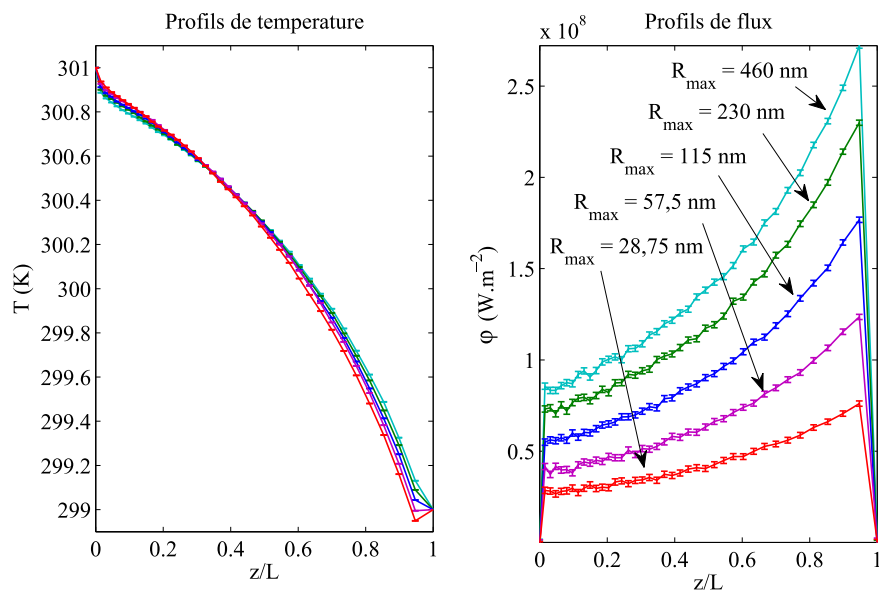 Profils de temperature
301
300.8
300.6
300.4
300.2
300
299.8
299.6
299.4
299.2
299
T (K)
0
0.2
0.4
0.6
0.8
1
z/L
Profils de flux
x 10^8
2.5
2
1.5
1
0.5
φ (W.m^−2)
R_max = 460 nm
R_max = 230 nm
R_max = 115 nm
R_max = 57,5 nm
R_max = 28,75 nm
0
0.2
0.4
0.6
0.8
1
z/L